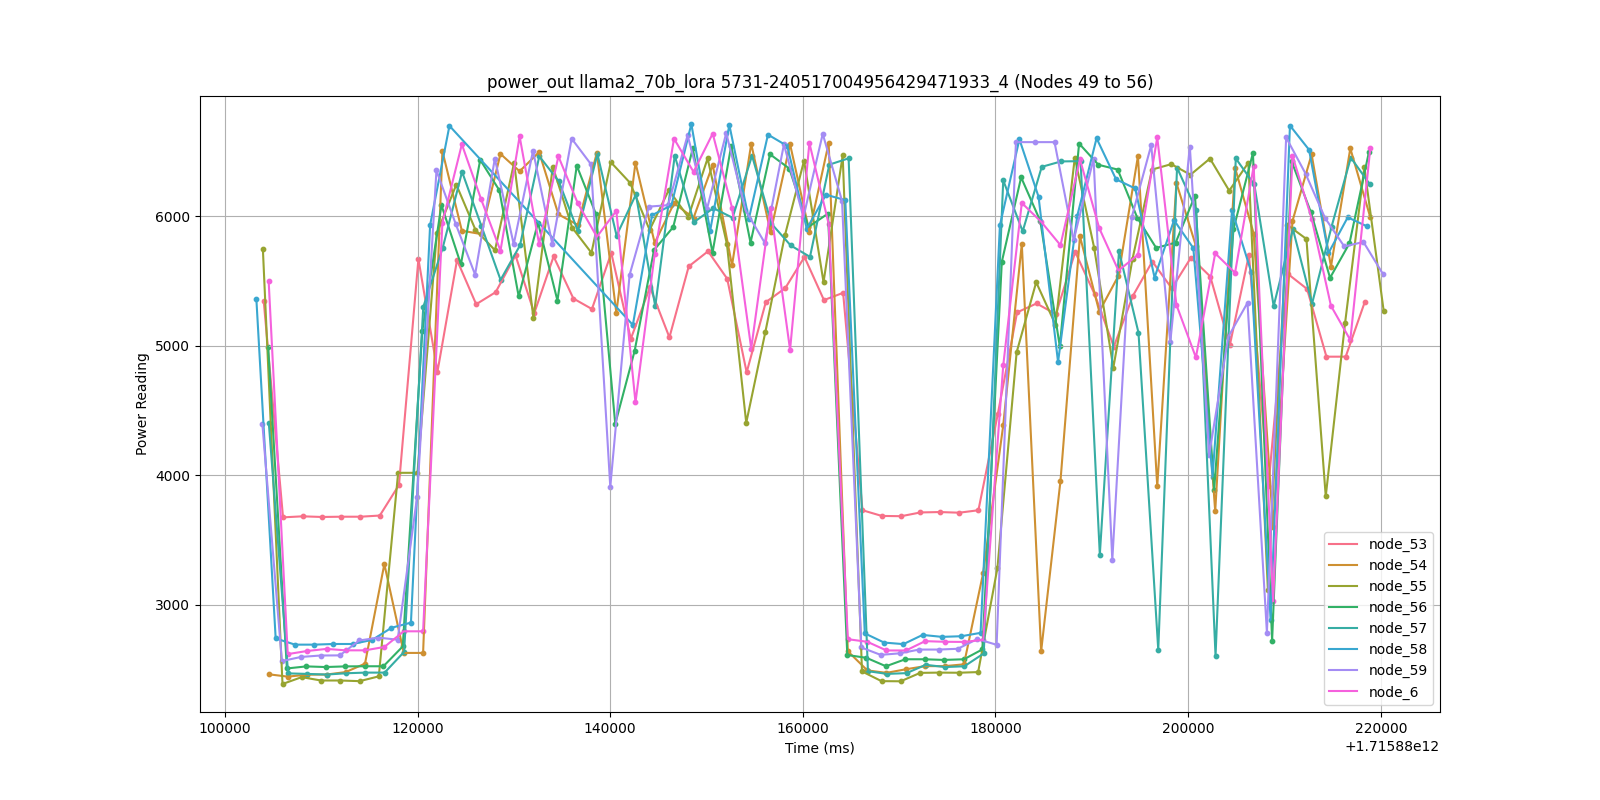 power_out llama2_70b_lora 5731-240517004956429471933_4 (Nodes 49 to 56)
Power Reading
6000
5000
4000
3000
100000 120000 140000 160000 180000 200000 220000
Time (ms)
+1.71588e12
node_53
node_54
node_55
node_56
node_57
node_58
node_59
node_6